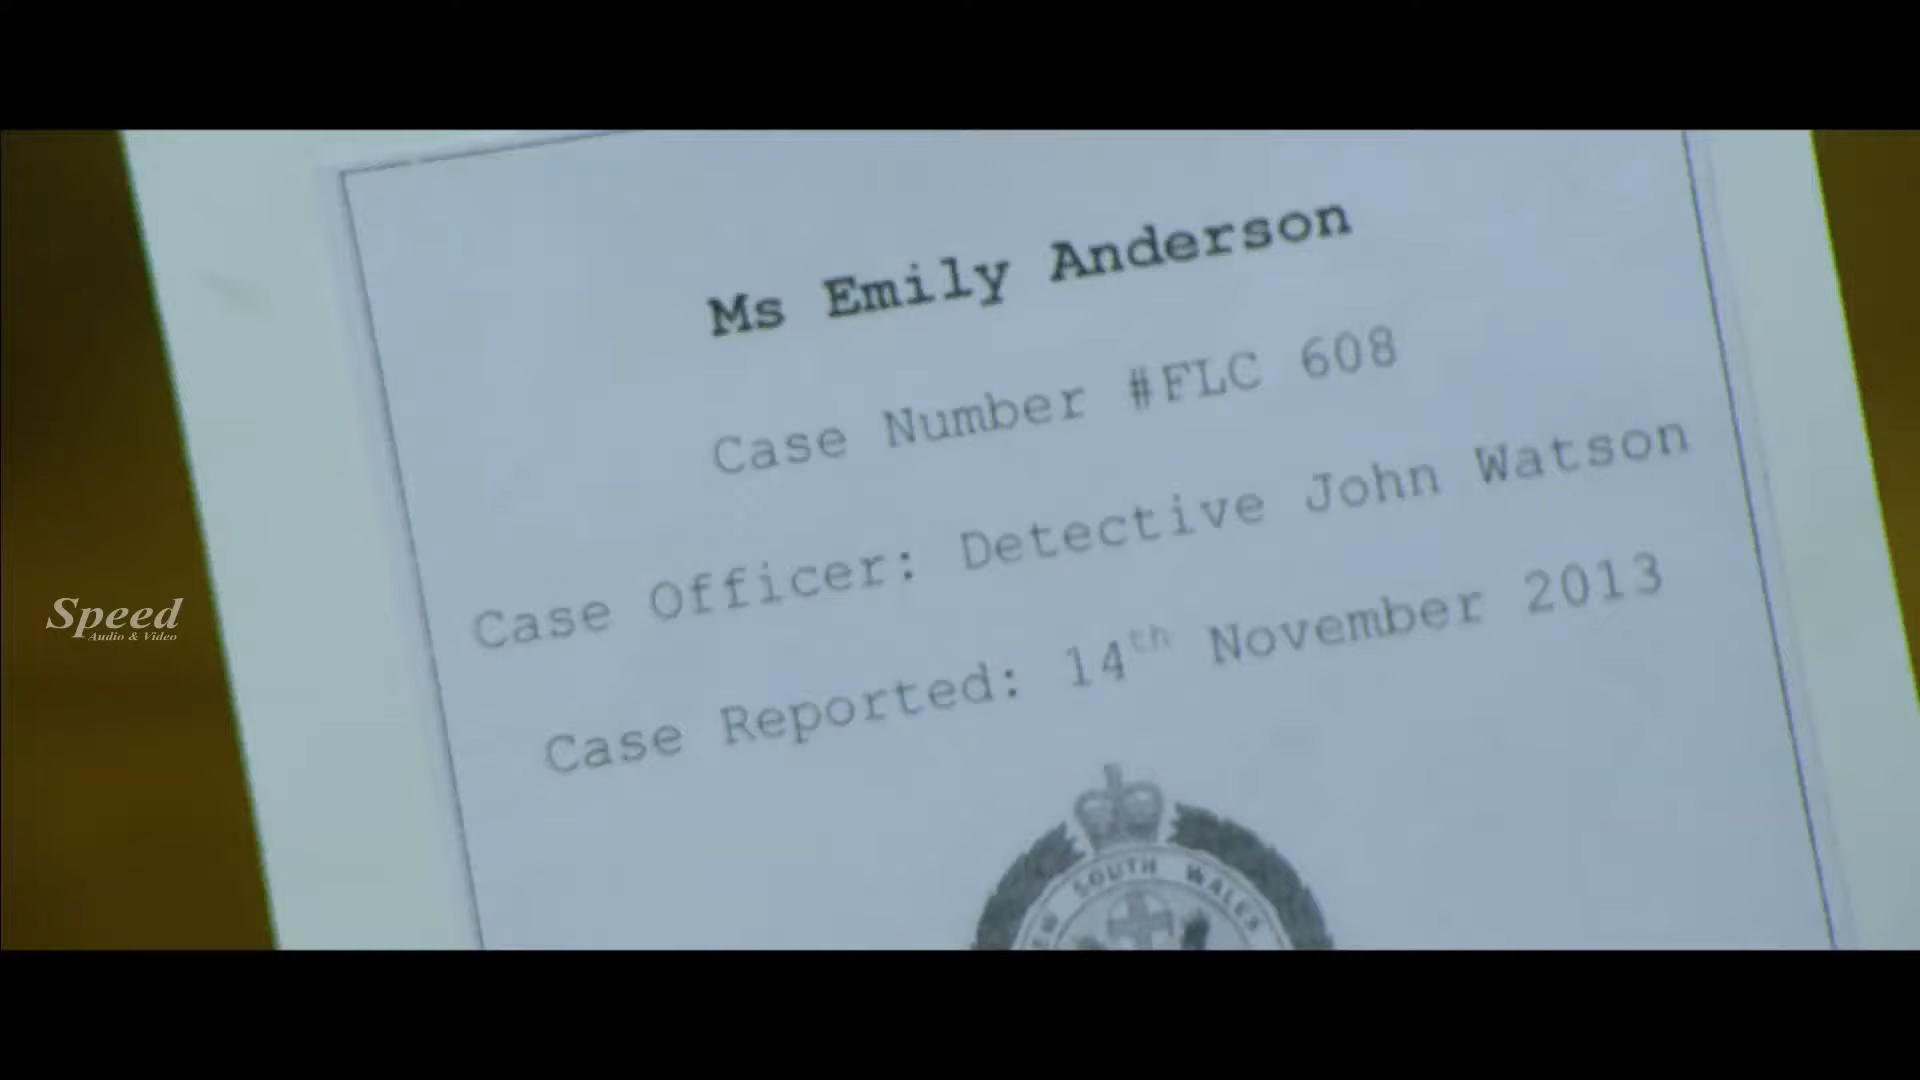 Ms Emily Anderson
Case Number #FLC 608
Case Officer: Detective John Watson
Case Reported: 14th November 2013
SOUTH WALES
Speed
Audio & Video